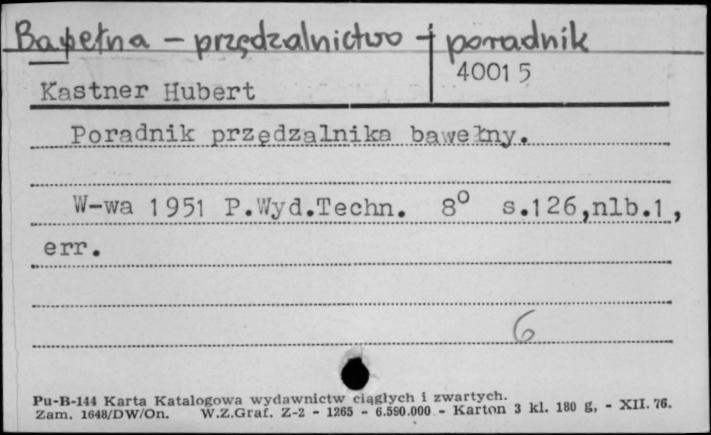 Bawełna - przędzalnictwo - poradnik
40015
Kastner Hubert
Poradnik przędzalnika bawełny.
W-wa 1951 P.Wyd.Techn. 8° s.126,nlb.1,
err.
6
Pu-B-144 Karta Katalogowa wydawnictw ciągłych i zwartych.
Zam. 1648/DW/On. W.Z.Graf. Z-2 - 1265 - 6.590.000 - Karton 3 kl. 180 g, - XII. 76.